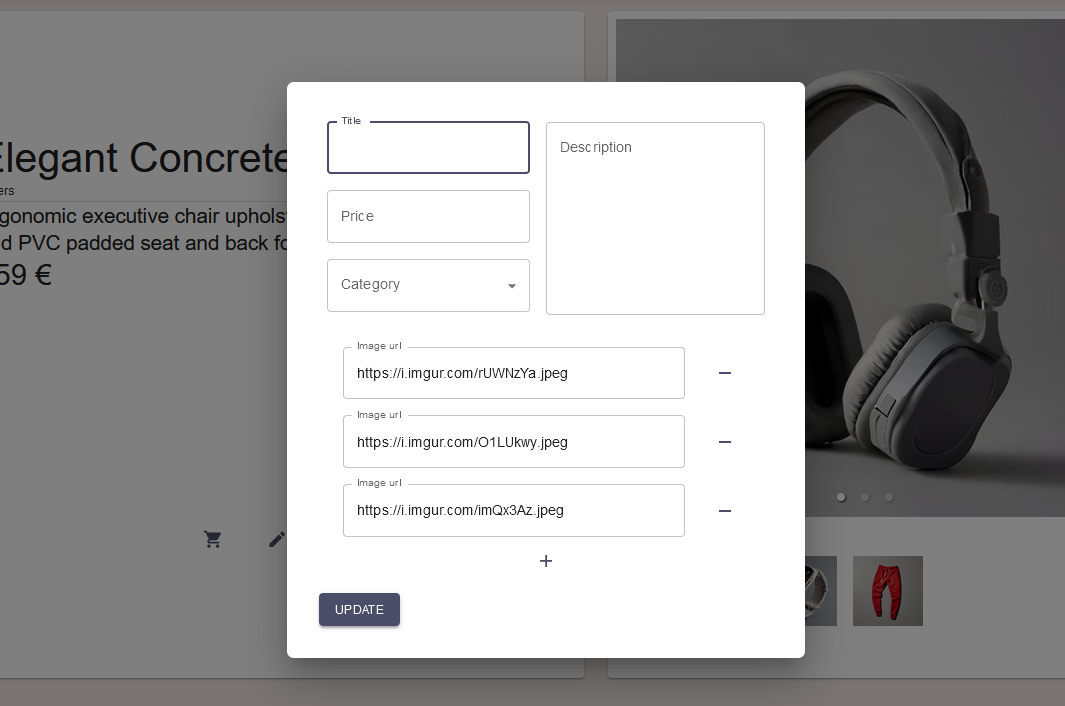 Elegant Concrete
ers
gonomic executive chair uphols
d PVC padded seat and back fo
59 €
Title
Price
Category
Description
Image url
https://i.imgur.com/rUWNzYa.jpeg
Image url
https://i.imgur.com/O1LUkwy.jpeg
Image url
https://i.imgur.com/imQx3Az.jpeg
UPDATE